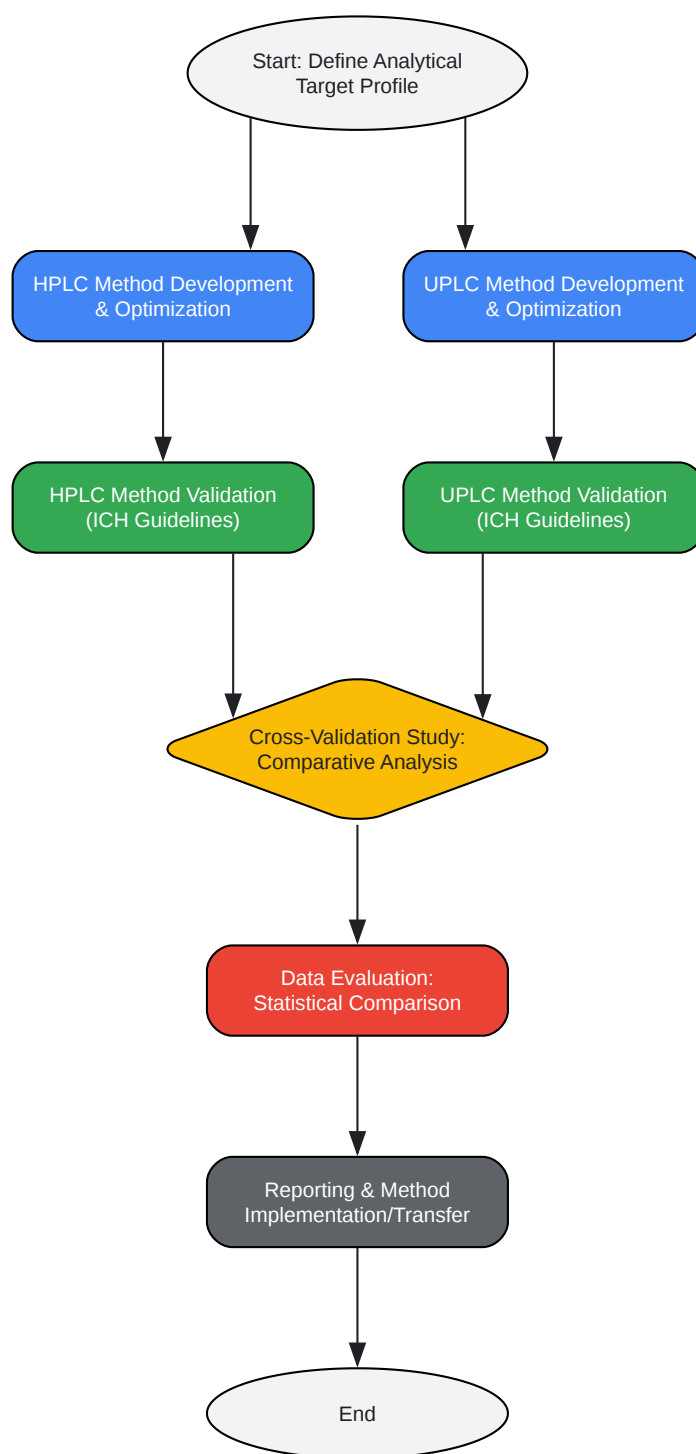 Start: Define Analytical
Target Profile
HPLC Method Development
& Optimization
UPLC Method Development
& Optimization
HPLC Method Validation
(ICH Guidelines)
UPLC Method Validation
(ICH Guidelines)
Cross-Validation Study:
Comparative Analysis
Data Evaluation:
Statistical Comparison
Reporting & Method
Implementation/Transfer
End